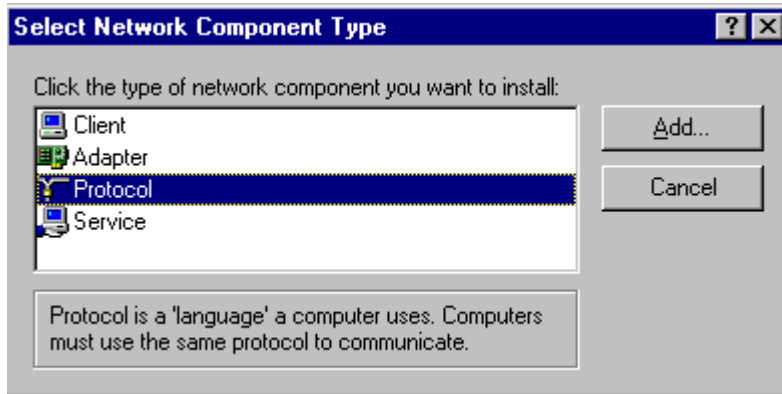 Select Network Component Type
Click the type of network component you want to install:
Client
Adapter
Protocol
Service
Add...
Cancel
Protocol is a 'language' a computer uses. Computers
must use the same protocol to communicate.